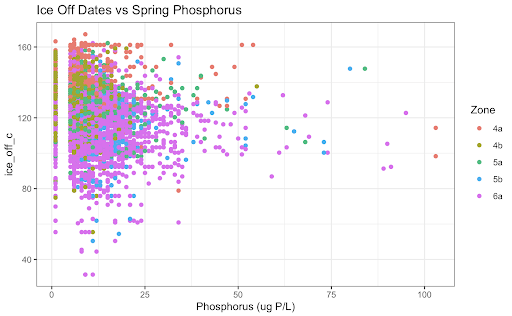 Ice Off Dates vs Spring Phosphorus
160
120
80
40
ice_off_c
0
25
50
75
100
Phosphorus (ug P/L)
Zone
4a
4b
5a
5b
6a